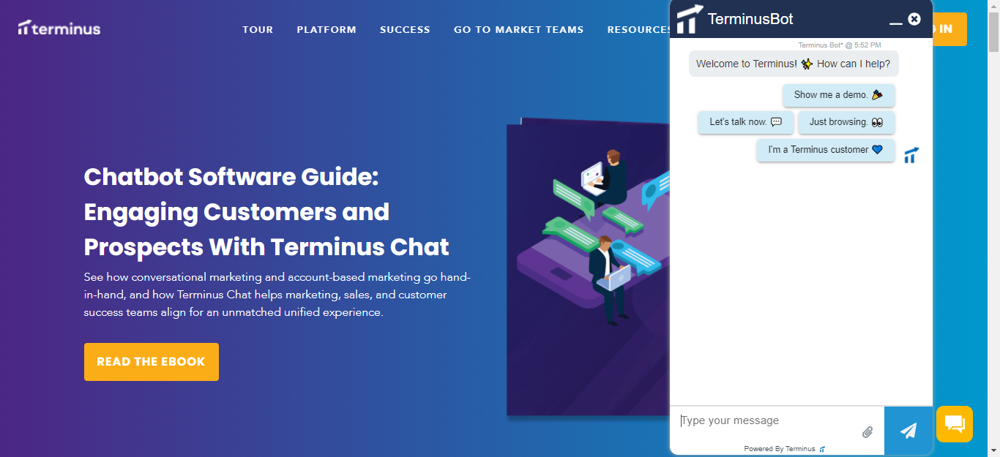 terminus
TOUR PLATFORM SUCCESS GO TO MARKET TEAMS RESOURCES
IN
Chatbot Software Guide:
Engaging Customers and
Prospects With Terminus Chat
See how conversational marketing and account-based marketing go hand-
in-hand, and how Terminus Chat helps marketing, sales, and customer
success teams align for an unmatched unified experience.
READ THE EBOOK
TerminusBot
Terminus Bot* @ 5:52 PM
Welcome to Terminus! ✨ How can I help?
Show me a demo. 🎉
Let's talk now. 💬 Just browsing. 👀
I'm a Terminus customer 💙
Type your message
Powered By Terminus